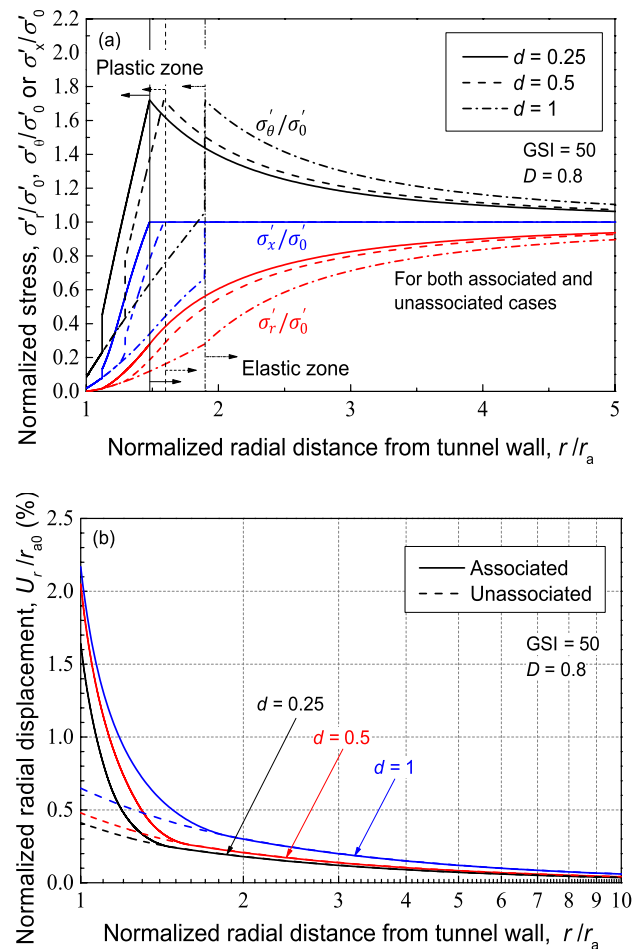 Normalized stress, σ′r/σ′0, σ′θ/σ′0 or σ′x/σ′0
2.2
2.0
1.8
1.6
1.4
1.2
1.0
0.8
0.6
0.4
0.2
0.0
(a)
Plastic zone
σ′θ/σ′0
d = 0.25
d = 0.5
d = 1
GSI = 50
D = 0.8
σ′x/σ′0
σ′r/σ′0
For both associated and
unassociated cases
Elastic zone
1 2 3 4 5
Normalized radial distance from tunnel wall, r/ra
Normalized radial displacement, Ur/ra0 (%)
2.5
2.0
1.5
1.0
0.5
0.0
(b)
Associated
Unassociated
GSI = 50
D = 0.8
d = 0.25
d = 0.5
d = 1
1 2 3 4 5 6 7 8 9 10
Normalized radial distance from tunnel wall, r/ra